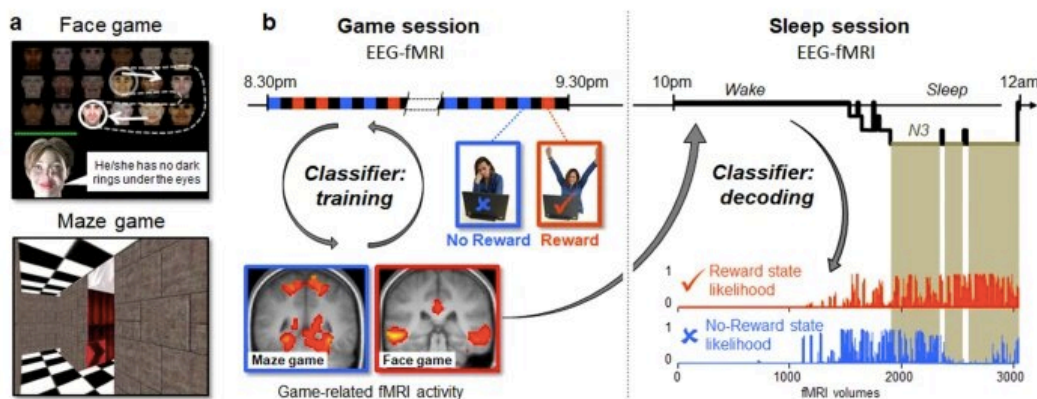 a
Face game
He/she has no dark
rings under the eyes
Maze game
b
Game session
EEG-fMRI
8.30pm
9.30pm
Classifier:
training
No Reward
Reward
Maze game
Face game
Game-related fMRI activity
Sleep session
EEG-fMRI
10pm
12am
Wake
Sleep
N3
Classifier:
decoding
1
Reward state
likelihood
0
1
No-Reward state
likelihood
0
0
1000
2000
3000
fMRI volumes